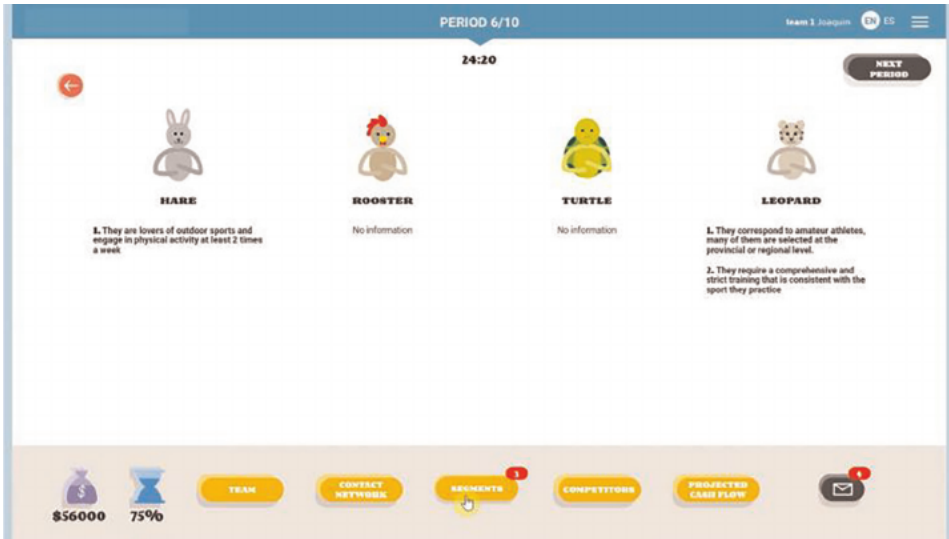 PERIOD 6/10
team 1 Joaquin EN ES
24:20
NEXT
PERIOD
HARE
1. They are lovers of outdoor sports and
engage in physical activity at least 2 times
a week
ROOSTER
No information
TURTLE
No information
LEOPARD
1. They correspond to amateur athletes,
many of them are selected at the
provincial or regional level.
2. They require a comprehensive and
strict training that is consistent with the
sport they practice
$
$56000
75%
TEAM
CONTACT
NETWORK
SEGMENTS
3
COMPETITORS
PROJECTED
CASH FLOW